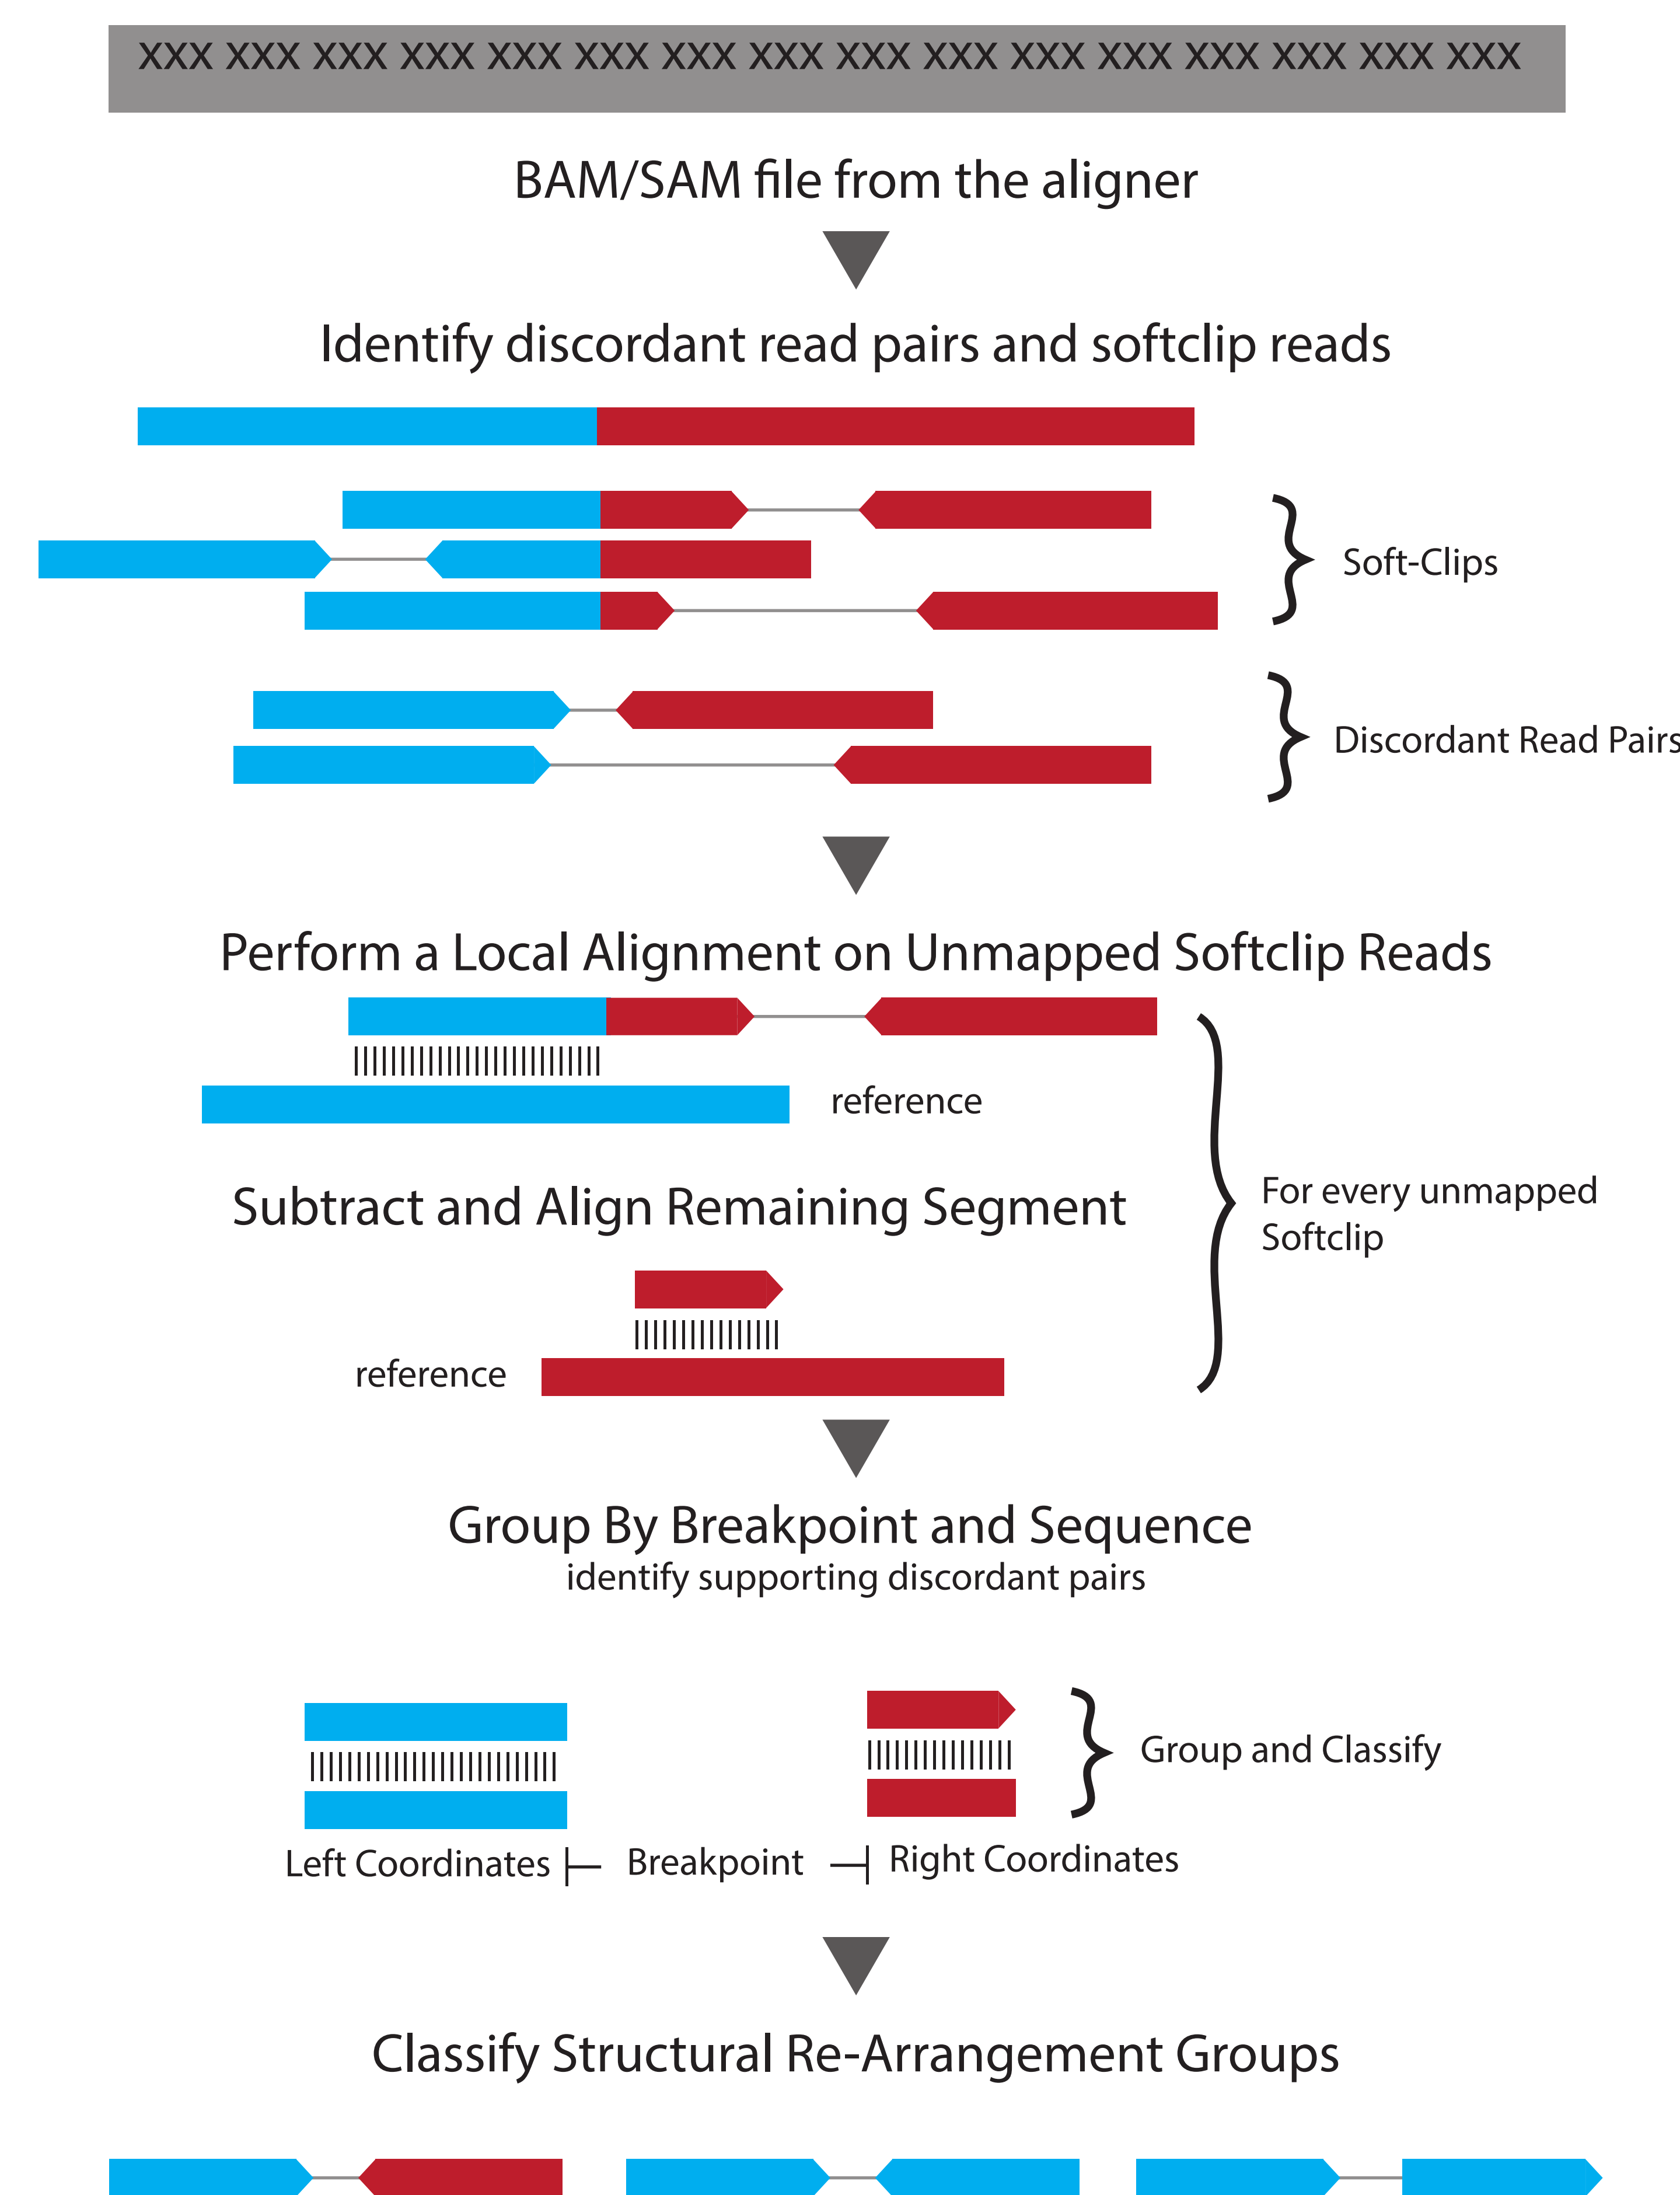 XXX XXX XXX XXX XXX XXX XXX XXX XXX XXX XXX XXX XXX XXX XXX XXX
BAM/SAM file from the aligner
Identify discordant read pairs and softclip reads
Soft-Clips
Discordant Read Pairs
Perform a Local Alignment on Unmapped Softclip Reads
reference
For every unmapped
Softclip
Subtract and Align Remaining Segment
reference
Group By Breakpoint and Sequence
identify supporting discordant pairs
Group and Classify
Left Coordinates
Breakpoint
Right Coordinates
Classify Structural Re-Arrangement Groups